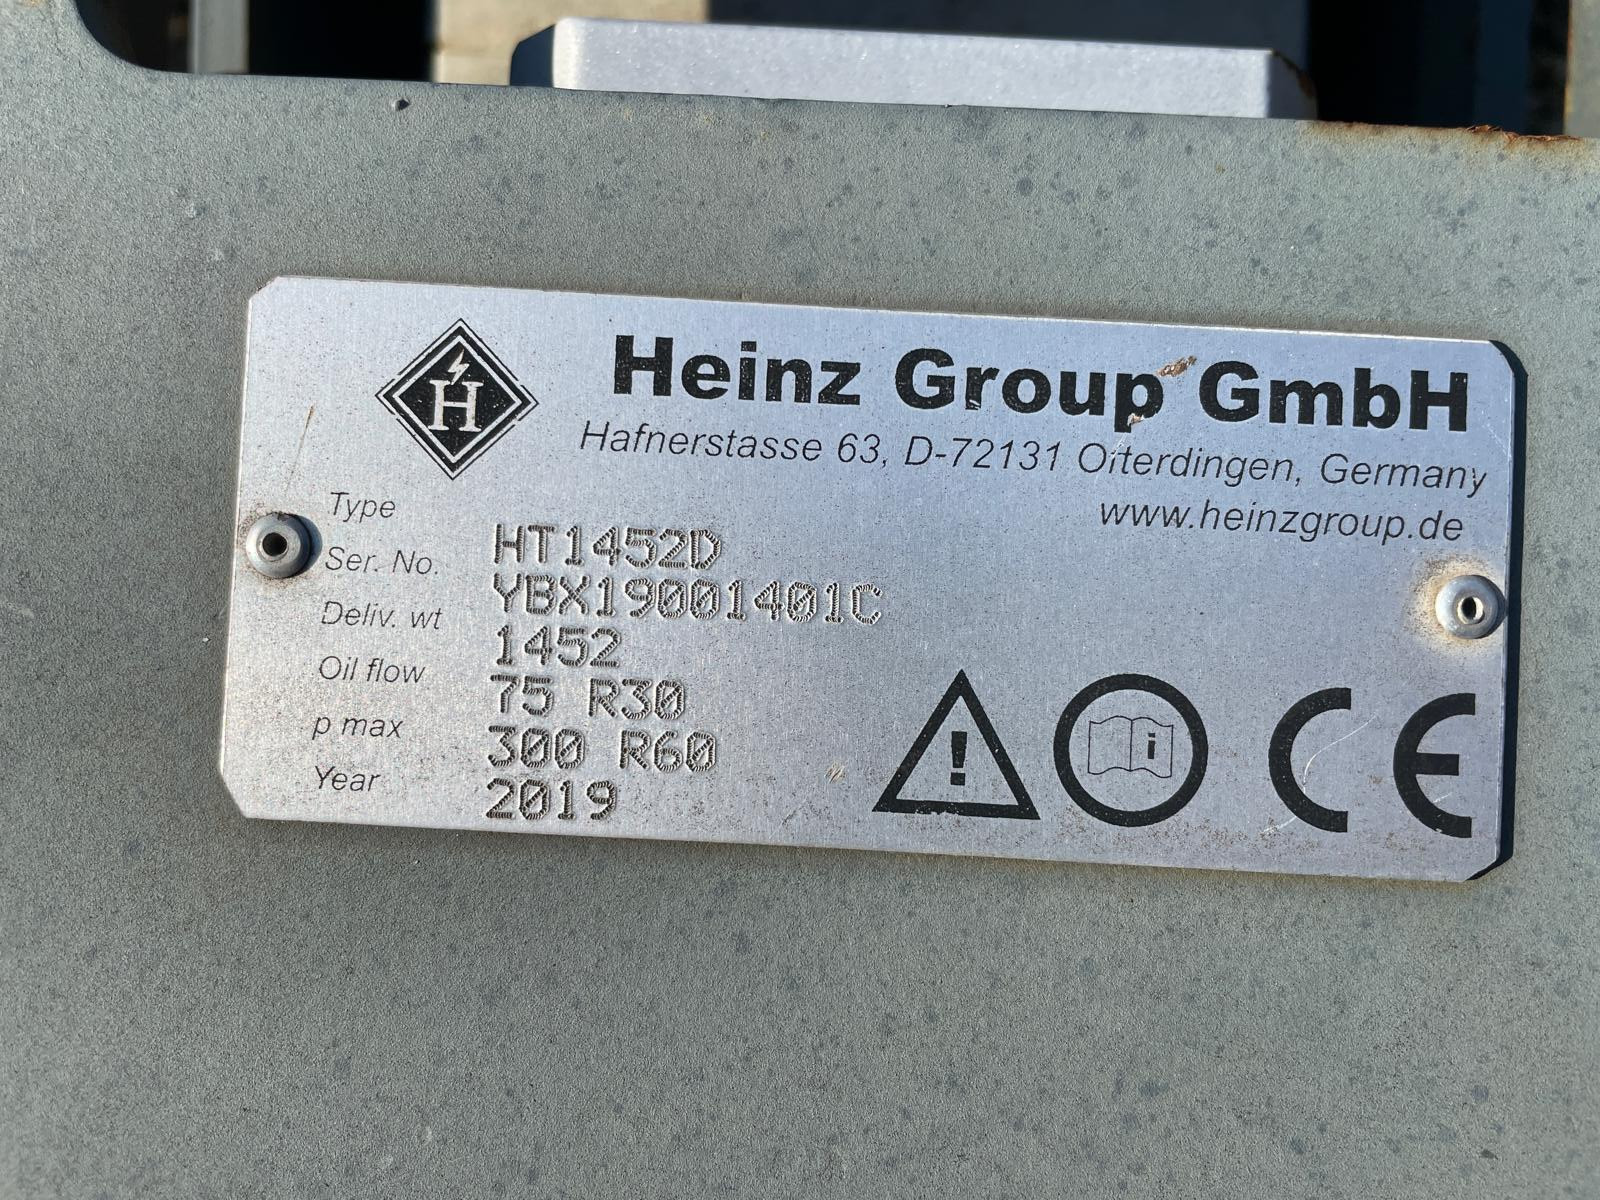 H
Heinz Group GmbH
Hafnerstasse 63, D-72131 Ofterdingen, Germany
www.heinzgroup.de
Type HT1452D
Ser. No. YBX19001401C
Deliv. wt 1452
Oil flow 75 R30
p max 300 R60
Year 2019
! i CE